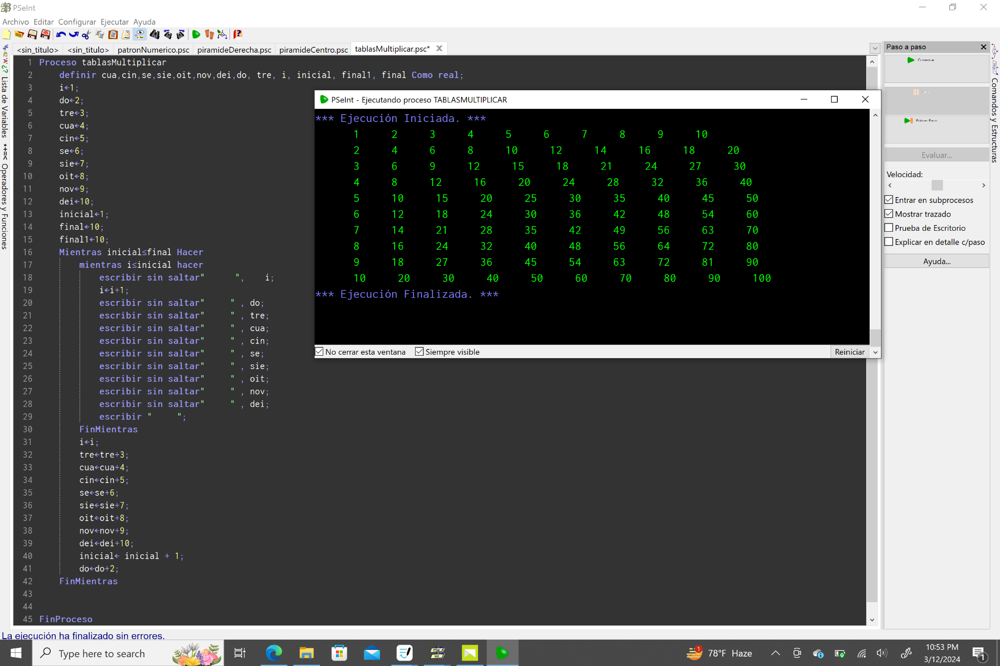 PSeInt
Archivo Editar Configurar Ejecutar Ayuda
<sin_titulo> <sin_titulo> patronNumerico.psc piramideDerecha.psc piramideCentro.psc tablasMultiplicar.psc*
Lista de Variables
*+=< Operadores y Funciones
1 Proceso tablasMultiplicar
2 definir cua,cin,se,sie,oit,nov,dei,do, tre, i, inicial, final1, final Como real;
3 i←1;
4 do←2;
5 tre←3;
6 cua←4;
7 cin←5;
8 se←6;
9 sie←7;
10 oit←8;
11 nov←9;
12 dei←10;
13 inicial←1;
14 final←10;
15 final1←10;
16 Mientras inicial≤final Hacer
17 mientras i≤inicial hacer
18 escribir sin saltar"      ",    i;
19 i←i+1;
20 escribir sin saltar"     " , do;
21 escribir sin saltar"     " , tre;
22 escribir sin saltar"     " , cua;
23 escribir sin saltar"     " , cin;
24 escribir sin saltar"     " , se;
25 escribir sin saltar"     " , sie;
26 escribir sin saltar"     " , oit;
27 escribir sin saltar"     " , nov;
28 escribir sin saltar"     " , dei;
29 escribir "     ";
30 FinMientras
31 i←i;
32 tre←tre+3;
33 cua←cua+4;
34 cin←cin+5;
35 se←se+6;
36 sie←sie+7;
37 oit←oit+8;
38 nov←nov+9;
39 dei←dei+10;
40 inicial← inicial + 1;
41 do←do+2;
42 FinMientras
43
44
45 FinProceso
PSeInt - Ejecutando proceso TABLASMULTIPLICAR
*** Ejecución Iniciada. ***
1 2 3 4 5 6 7 8 9 10
2 4 6 8 10 12 14 16 18 20
3 6 9 12 15 18 21 24 27 30
4 8 12 16 20 24 28 32 36 40
5 10 15 20 25 30 35 40 45 50
6 12 18 24 30 36 42 48 54 60
7 14 21 28 35 42 49 56 63 70
8 16 24 32 40 48 56 64 72 80
9 18 27 36 45 54 63 72 81 90
10 20 30 40 50 60 70 80 90 100
*** Ejecución Finalizada. ***
No cerrar esta ventana Siempre visible Reiniciar
Paso a paso
Comenzar
Primer Paso
Evaluar...
Velocidad:
Entrar en subprocesos
Mostrar trazado
Prueba de Escritorio
Explicar en detalle c/paso
Ayuda...
Comandos y Estructuras
La ejecución ha finalizado sin errores.
Type here to search
1
78°F Haze
10:53 PM
3/12/2024
1